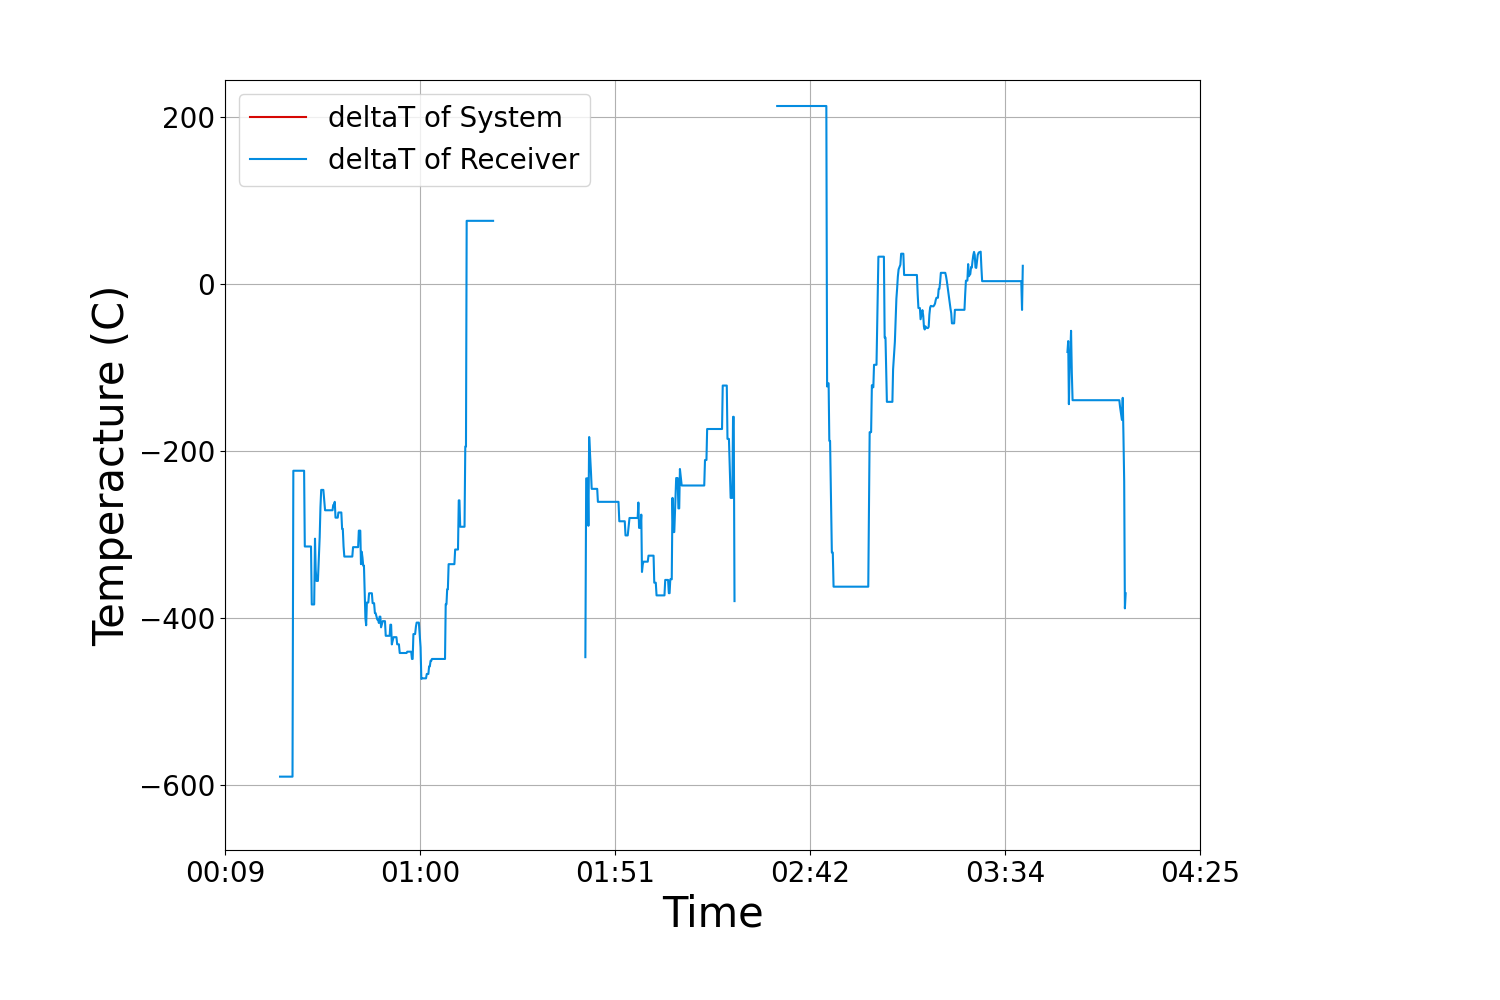 deltaT of System
deltaT of Receiver
200
0
−200
−400
−600
Temperacture (C)
00:09 01:00 01:51 02:42 03:34 04:25
Time